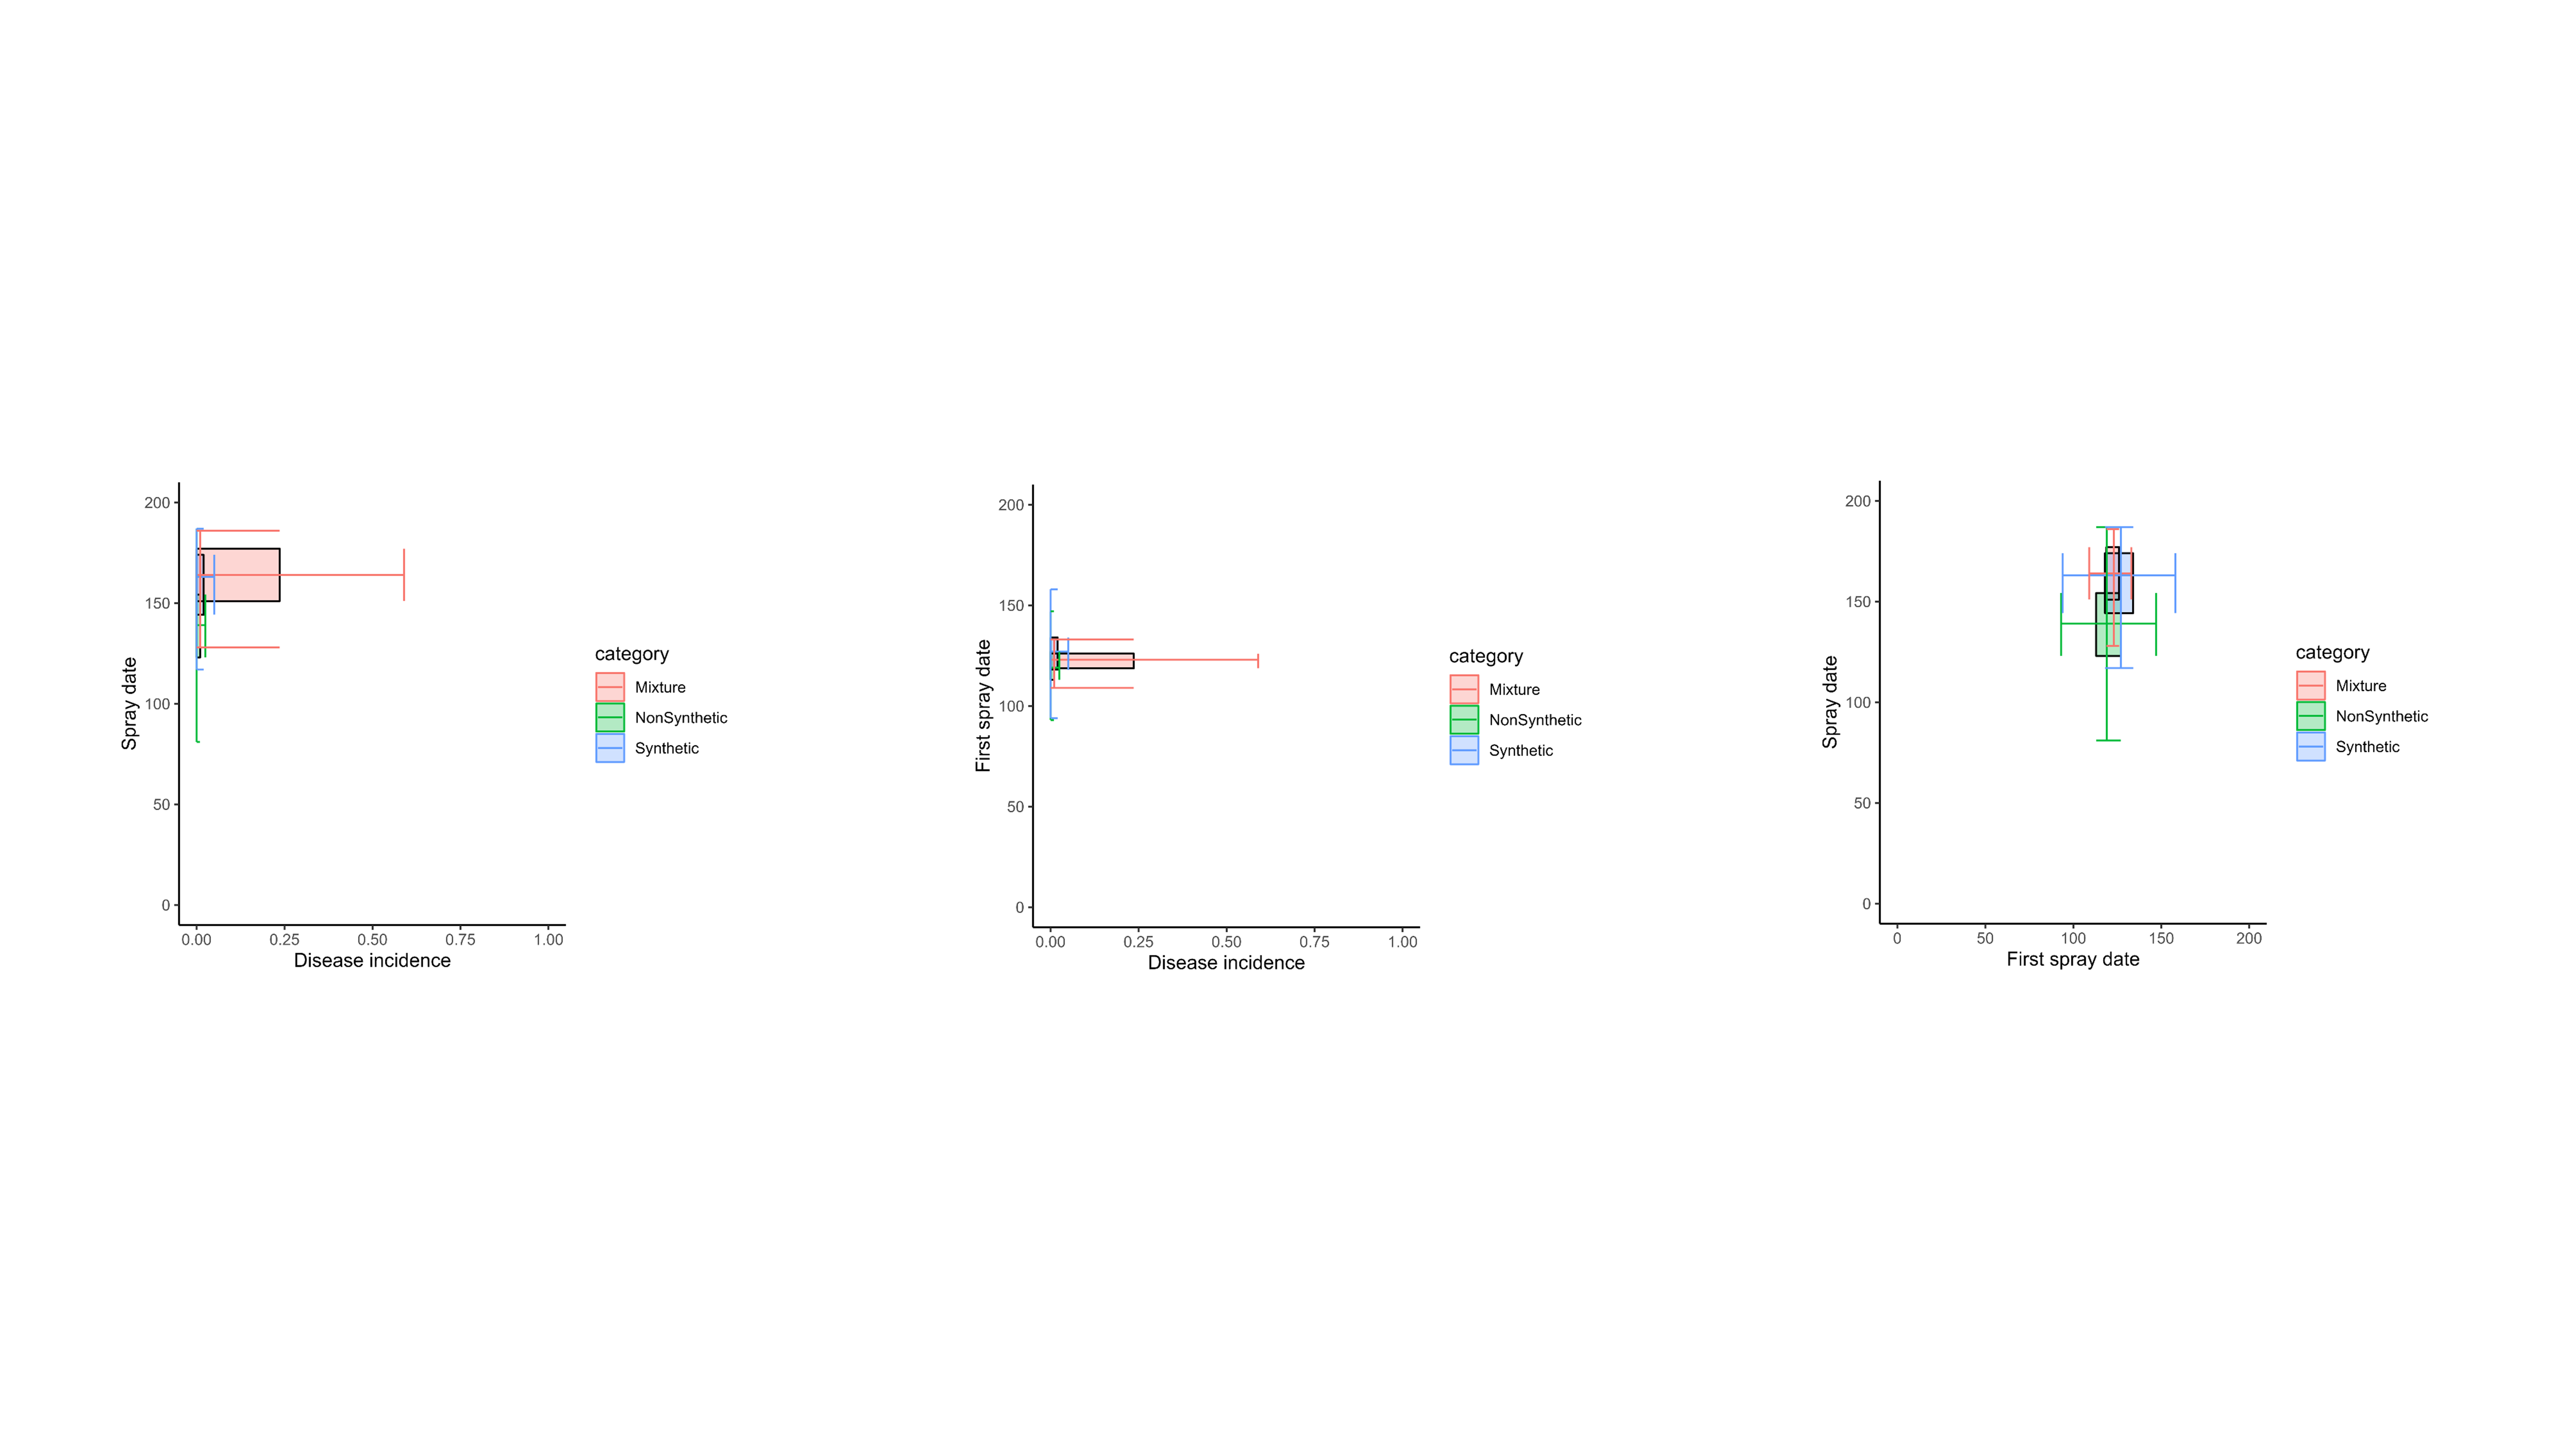 200
150
100
50
0
Spray date
0.00 0.25 0.50 0.75 1.00
Disease incidence
category
Mixture
NonSynthetic
Synthetic
200
150
100
50
0
First spray date
0.00 0.25 0.50 0.75 1.00
Disease incidence
category
Mixture
NonSynthetic
Synthetic
200
150
100
50
0
Spray date
0 50 100 150 200
First spray date
category
Mixture
NonSynthetic
Synthetic